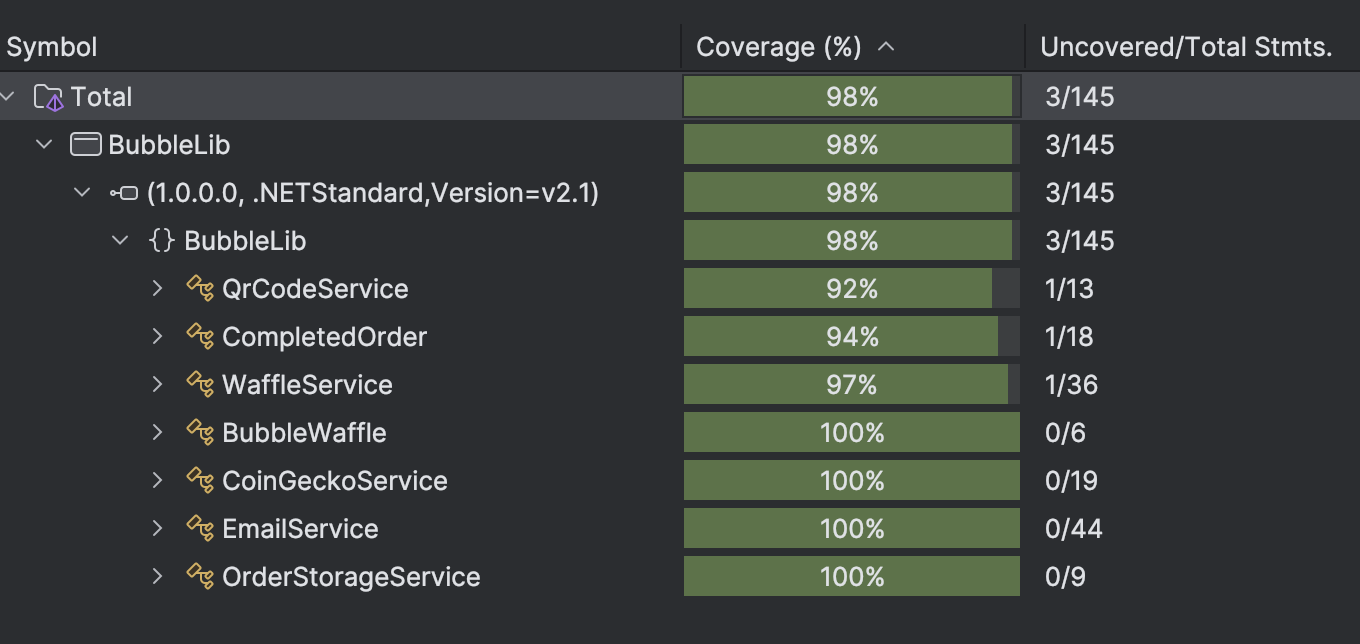 Symbol Coverage (%) Uncovered/Total Stmts.
Total 98% 3/145
BubbleLib 98% 3/145
(1.0.0.0, .NETStandard,Version=v2.1) 98% 3/145
{} BubbleLib 98% 3/145
QrCodeService 92% 1/13
CompletedOrder 94% 1/18
WaffleService 97% 1/36
BubbleWaffle 100% 0/6
CoinGeckoService 100% 0/19
EmailService 100% 0/44
OrderStorageService 100% 0/9